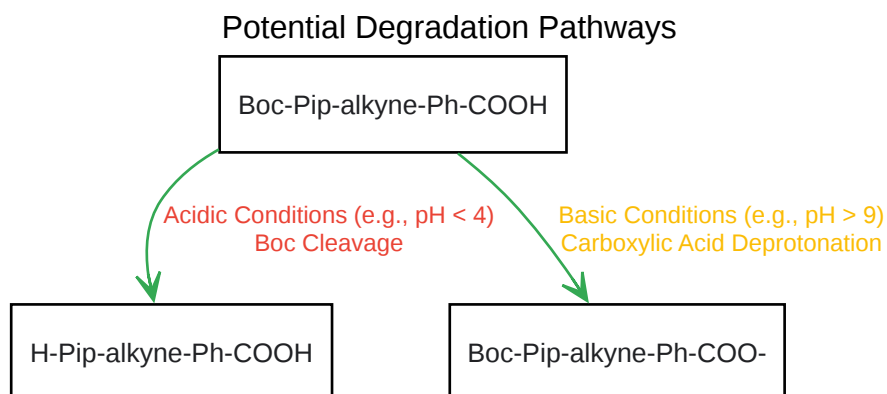 Potential Degradation Pathways
Boc-Pip-alkyne-Ph-COOH
Acidic Conditions (e.g., pH < 4)
Boc Cleavage
Basic Conditions (e.g., pH > 9)
Carboxylic Acid Deprotonation
H-Pip-alkyne-Ph-COOH
Boc-Pip-alkyne-Ph-COO-